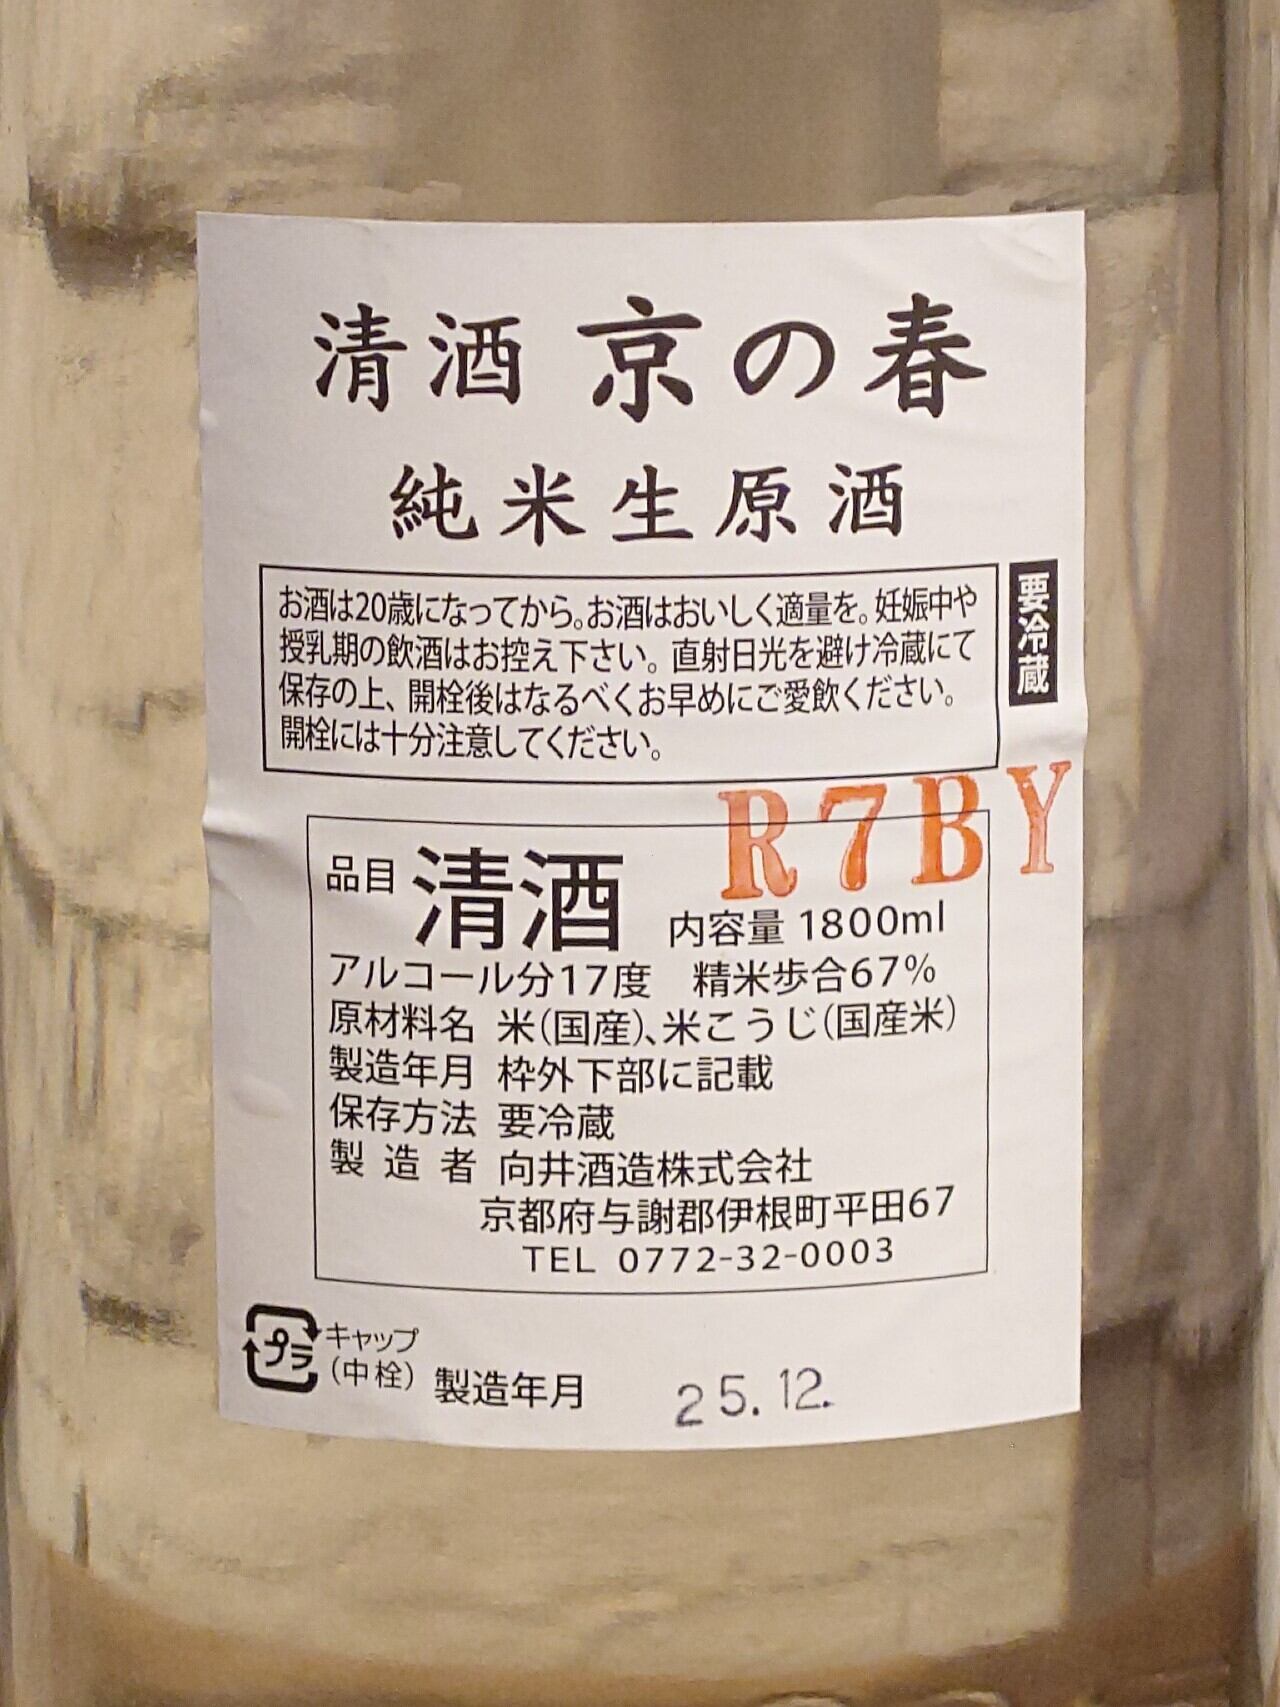 清酒 京の春
純米生原酒
お酒は20歳になってから。お酒はおいしく適量を。妊娠中や
授乳期の飲酒はお控え下さい。直射日光を避け冷蔵にて
保存の上、開栓後はなるべくお早めにご愛飲ください。
開栓には十分注意してください。
要冷蔵
R7BY
品目 清酒 内容量 1800ml
アルコール分17度 精米歩合67%
原材料名 米(国産)、米こうじ(国産米)
製造年月 枠外下部に記載
保存方法 要冷蔵
製造者 向井酒造株式会社
京都府与謝郡伊根町平田67
TEL 0772-32-0003
プラ
キャップ
(中栓)
製造年月 25.12.